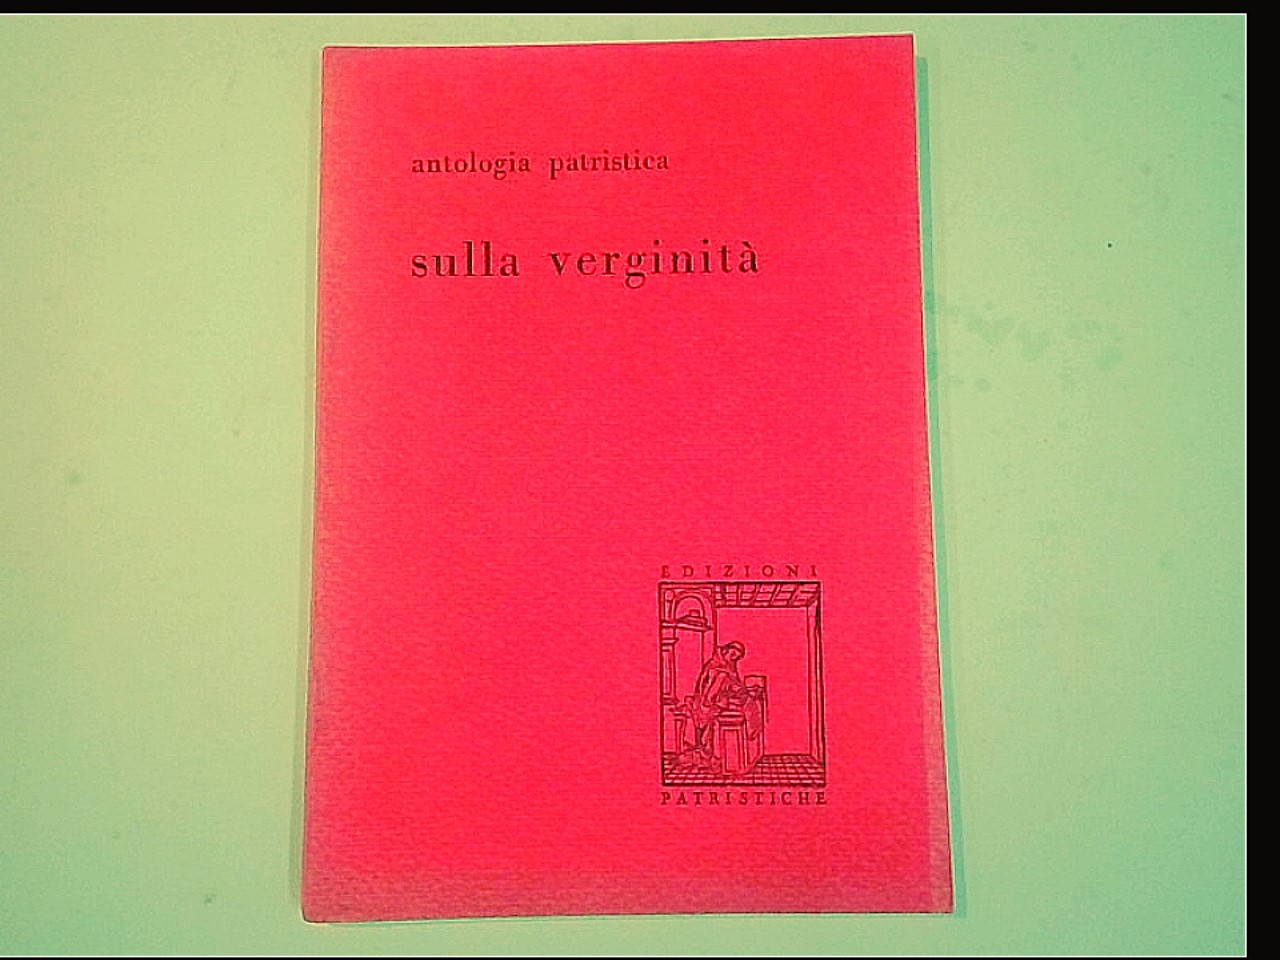 antologia patristica
sulla verginità
EDIZIONI
PATRISTICHE